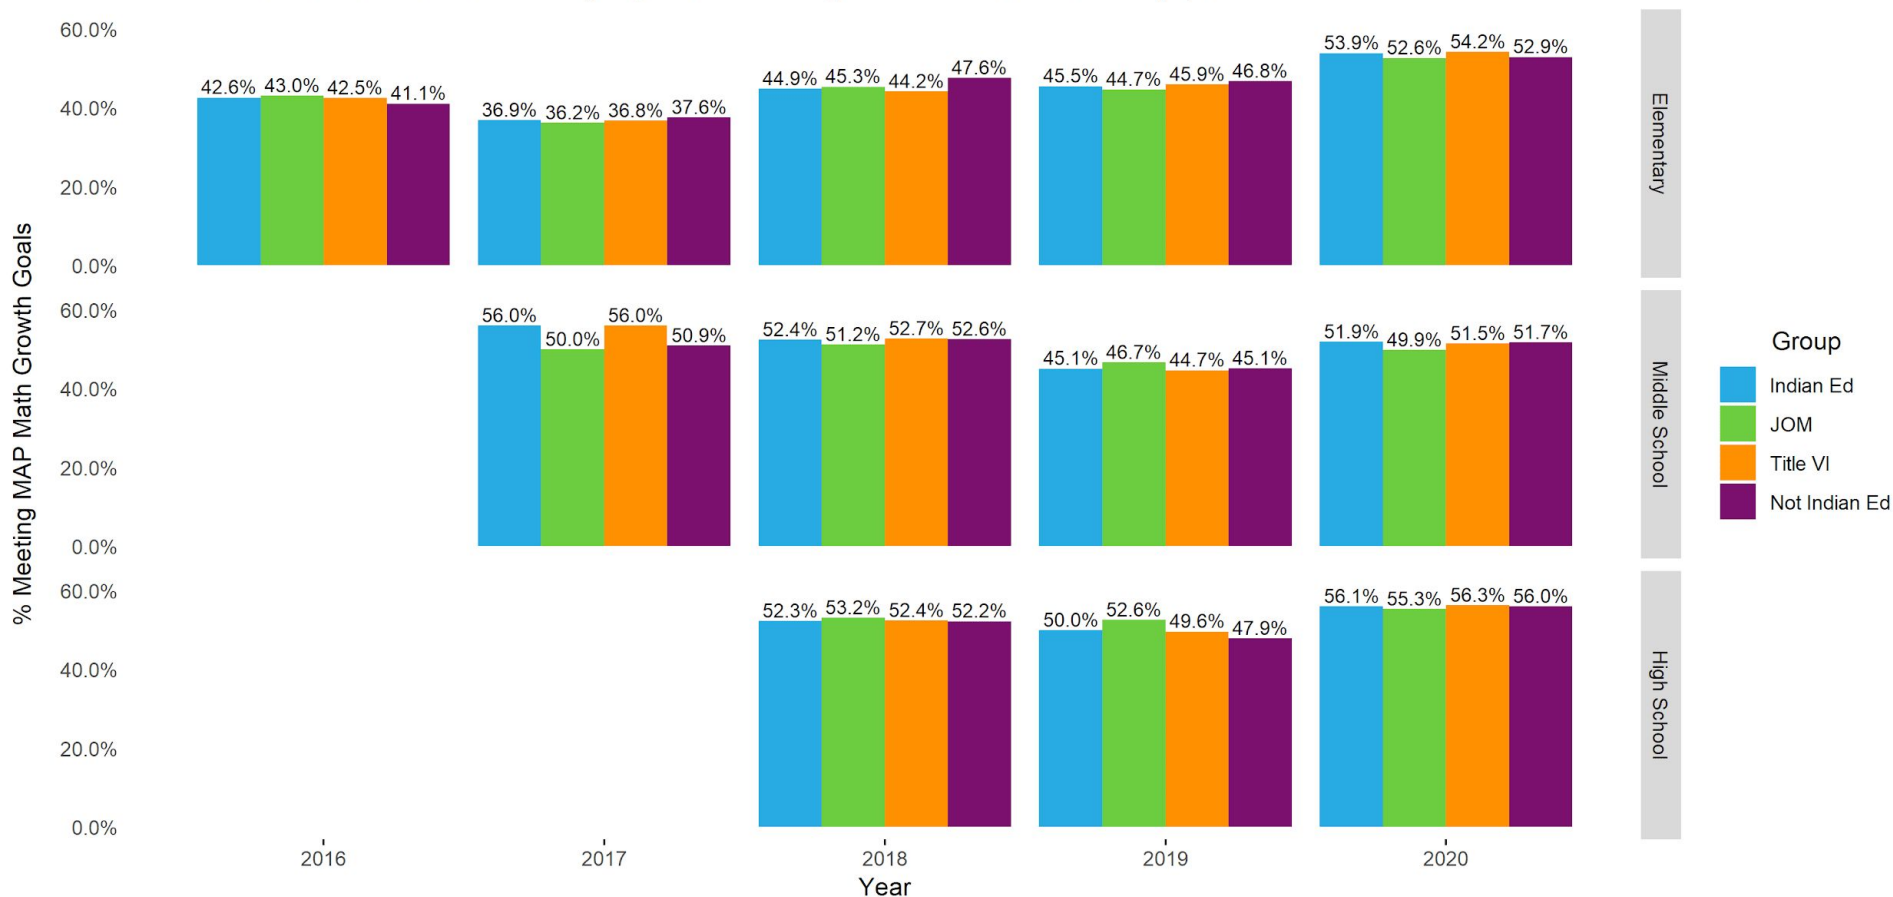 60.0%
40.0%
20.0%
0.0%
42.6% 43.0% 42.5% 41.1%
36.9% 36.2% 36.8% 37.6%
44.9% 45.3% 44.2% 47.6%
45.5% 44.7% 45.9% 46.8%
53.9% 52.6% 54.2% 52.9%
Elementary
60.0%
40.0%
20.0%
0.0%
56.0% 50.0% 56.0% 50.9%
52.4% 51.2% 52.7% 52.6%
45.1% 46.7% 44.7% 45.1%
51.9% 49.9% 51.5% 51.7%
Middle School
60.0%
40.0%
20.0%
0.0%
52.3% 53.2% 52.4% 52.2%
50.0% 52.6% 49.6% 47.9%
56.1% 55.3% 56.3% 56.0%
High School
% Meeting MAP Math Growth Goals
2016 2017 2018 2019 2020
Year
Group
Indian Ed
JOM
Title VI
Not Indian Ed